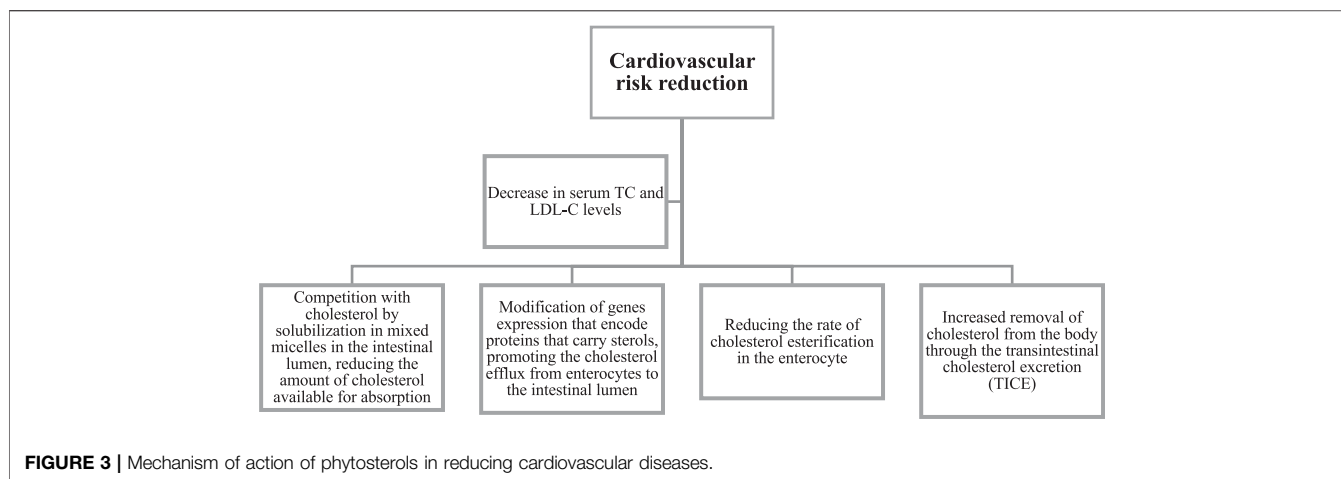 Cardiovascular
risk reduction
Decrease in serum TC and
LDL-C levels
Competition with
cholesterol by
solubilization in mixed
micelles in the intestinal
lumen, reducing the
amount of cholesterol
available for absorption
Modification of genes
expression that encode
proteins that carry sterols,
promoting the cholesterol
efflux from enterocytes to
the intestinal lumen
Reducing the rate of
cholesterol esterification
in the enterocyte
Increased removal of
cholesterol from the body
through the transintestinal
cholesterol excretion
(TICE)
FIGURE 3 | Mechanism of action of phytosterols in reducing cardiovascular diseases.